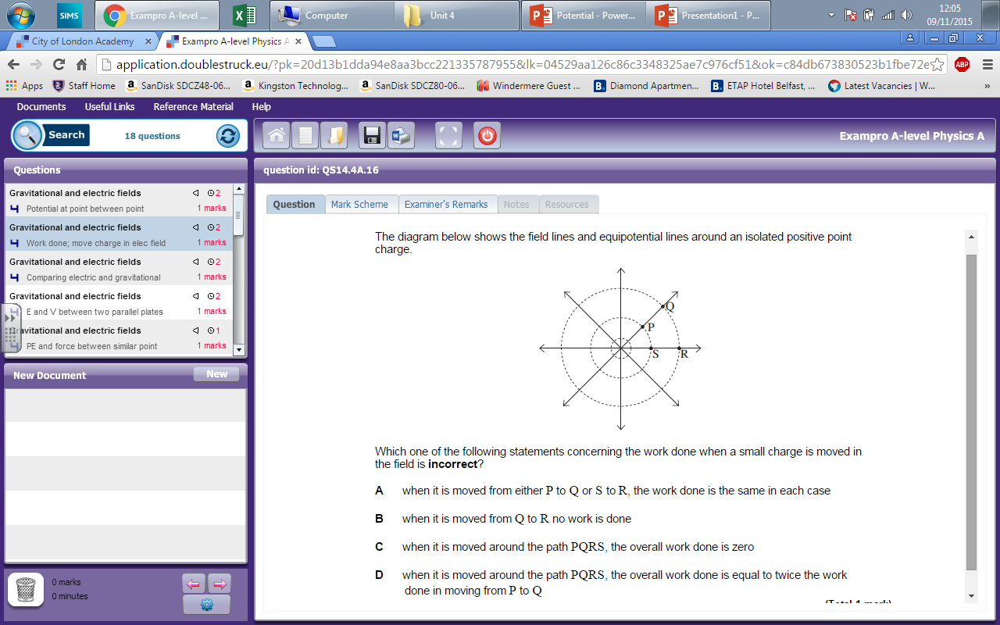 SIMS
Exampro A-level ...
Computer
Unit 4
Potential - Power...
Presentation1 - P...
12:05
09/11/2015
City of London Academy
Exampro A-level Physics A
application.doublestruck.eu/?pk=20d13b1dda94e8aa3bcc221335787955&lk=04529aa126c86c3348325ae7c976cf51&ok=c84db673830523b1fbe72e
ABP
Apps
Staff Home
SanDisk SDCZ48-06...
Kingston Technolog...
SanDisk SDCZ80-06...
Windermere Guest ...
Diamond Apartmen...
ETAP Hotel Belfast, ...
Latest Vacancies | W...
»
Documents
Useful Links
Reference Material
Help
Search
18 questions
Exampro A-level Physics A
Questions
question id: QS14.4A.16
Gravitational and electric fields 2
4 Potential at point between point 1 marks
Gravitational and electric fields 2
4 Work done; move charge in elec field 1 marks
Gravitational and electric fields 2
4 Comparing electric and gravitational 1 marks
Gravitational and electric fields 2
4 E and V between two parallel plates 1 marks
ravitational and electric fields 1
4 PE and force between similar point 1 marks
New Document
New
0 marks
0 minutes
Question
Mark Scheme
Examiner's Remarks
Notes
Resources
The diagram below shows the field lines and equipotential lines around an isolated positive point
charge.
Q
P
S
R
Which one of the following statements concerning the work done when a small charge is moved in
the field is incorrect?
A when it is moved from either P to Q or S to R, the work done is the same in each case
B when it is moved from Q to R no work is done
C when it is moved around the path PQRS, the overall work done is zero
D when it is moved around the path PQRS, the overall work done is equal to twice the work
done in moving from P to Q
(Total 1 mark)